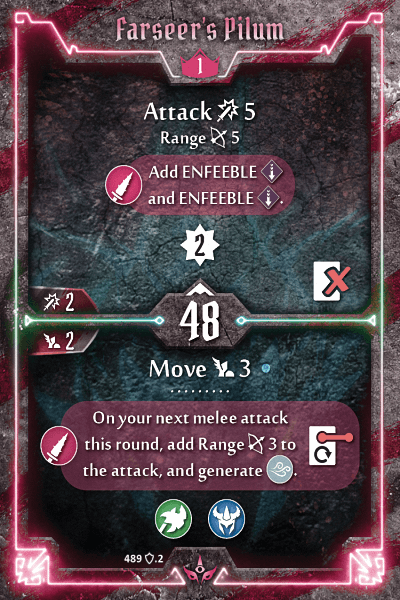 Farseer's Pilum
1
Attack 5
Range 5
Add ENFEEBLE
and ENFEEBLE .
2
2
48
2
Move 3
On your next melee attack
this round, add Range 3 to
the attack, and generate .
489 .2